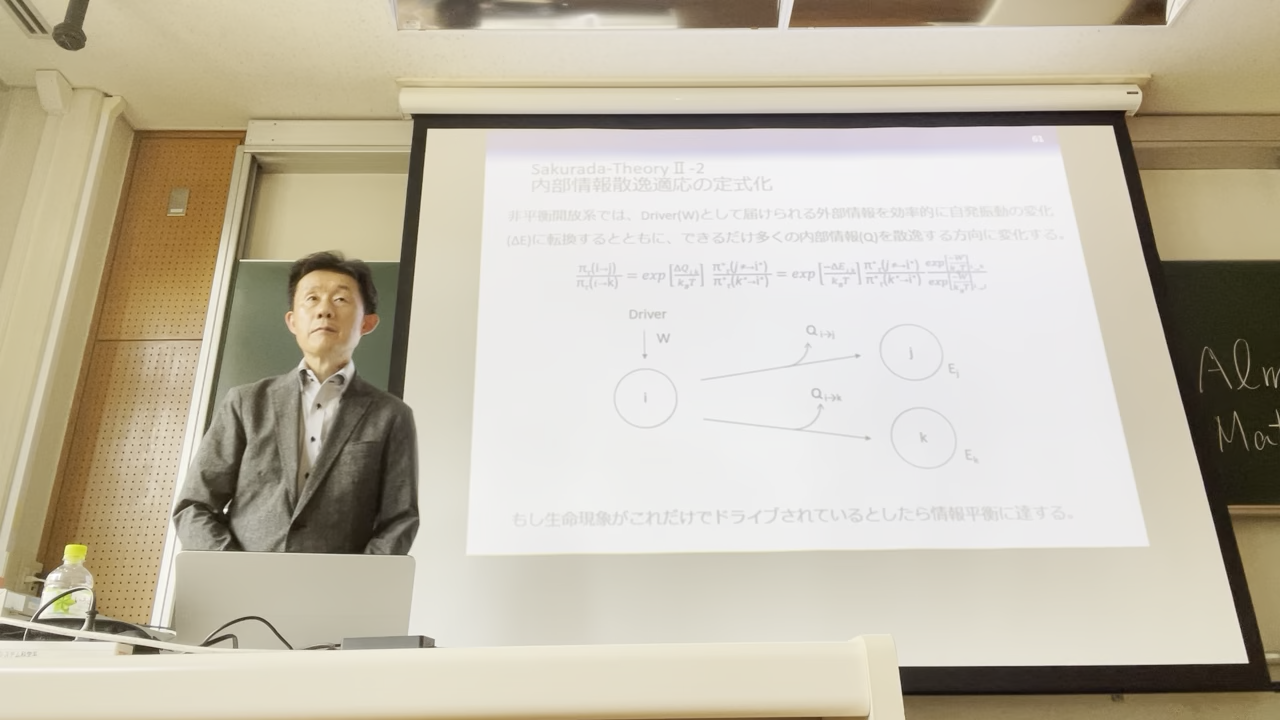 61
Sakurada-Theory Ⅱ-2
内部情報散逸適応の定式化
非平衡開放系では、Driver(W)として届けられる外部情報を効率的に自発振動の変化
(ΔE)に転換するとともに、できるだけ多くの内部情報(Q)を散逸する方向に変化する。
Driver
W
Q i→j
j
E j
i
Q i→k
k
E k
もし生命現象がこれだけでドライブされているとしたら情報平衡に達する。